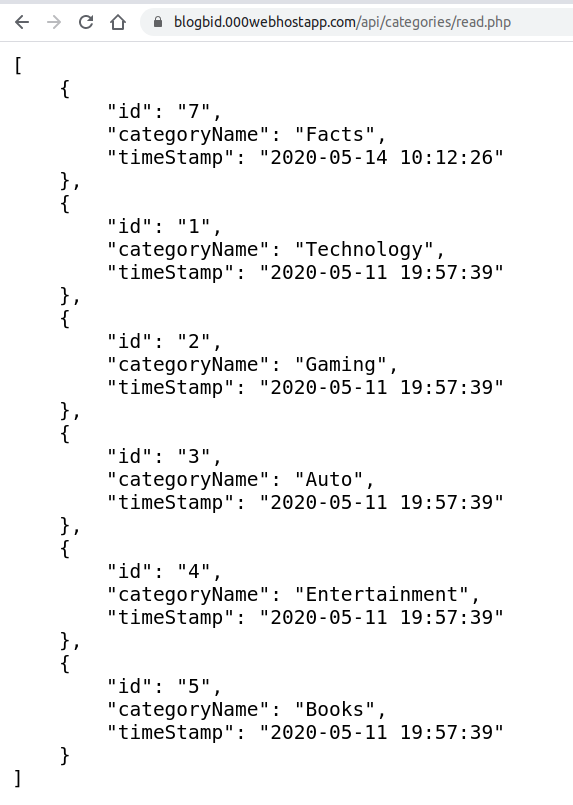 blogbid.000webhostapp.com/api/categories/read.php
[
    {
        "id": "7",
        "categoryName": "Facts",
        "timeStamp": "2020-05-14 10:12:26"
    },
    {
        "id": "1",
        "categoryName": "Technology",
        "timeStamp": "2020-05-11 19:57:39"
    },
    {
        "id": "2",
        "categoryName": "Gaming",
        "timeStamp": "2020-05-11 19:57:39"
    },
    {
        "id": "3",
        "categoryName": "Auto",
        "timeStamp": "2020-05-11 19:57:39"
    },
    {
        "id": "4",
        "categoryName": "Entertainment",
        "timeStamp": "2020-05-11 19:57:39"
    },
    {
        "id": "5",
        "categoryName": "Books",
        "timeStamp": "2020-05-11 19:57:39"
    }
]